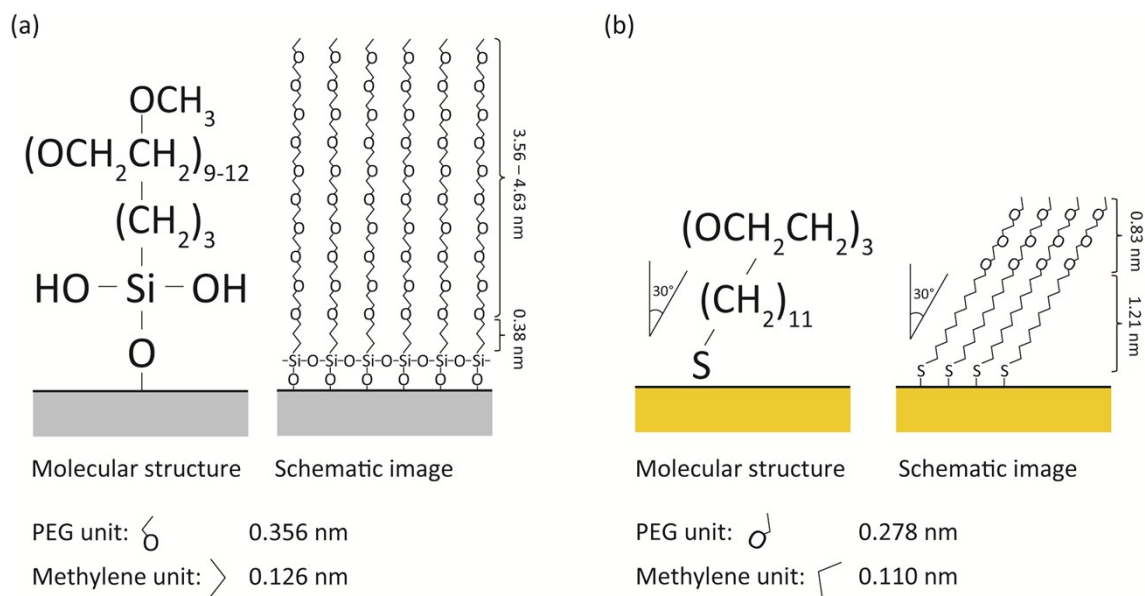 (a)
OCH3
(OCH2CH2)9-12
(CH2)3
HO–Si–OH
O
Molecular structure
O O O O O O
O O O O O O
O O O O O O
O O O O O O
O O O O O O
O O O O O O
O O O O O O
O O O O O O
O O O O O O
O O O O O O
3.56 – 4.63 nm
0.38 nm
-Si-O-Si-O-Si-O-Si-O-Si-O-Si-
O O O O O O
Schematic image
PEG unit: O 0.356 nm
Methylene unit: 0.126 nm
(b)
(OCH2CH2)3
30°
(CH2)11
S
Molecular structure
O O O O
O O O O
O O O O
0.83 nm
30°
1.21 nm
S S S S
Schematic image
PEG unit: O 0.278 nm
Methylene unit: 0.110 nm